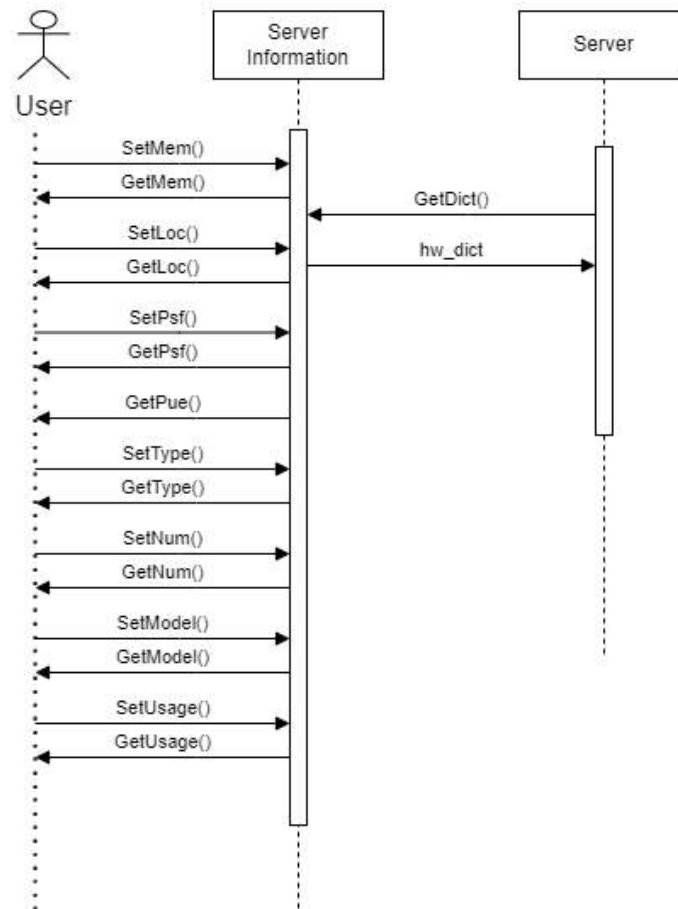 Server
Information
Server
User
SetMem()
GetMem()
GetDict()
SetLoc()
hw_dict
GetLoc()
SetPsf()
GetPsf()
GetPue()
SetType()
GetType()
SetNum()
GetNum()
SetModel()
GetModel()
SetUsage()
GetUsage()